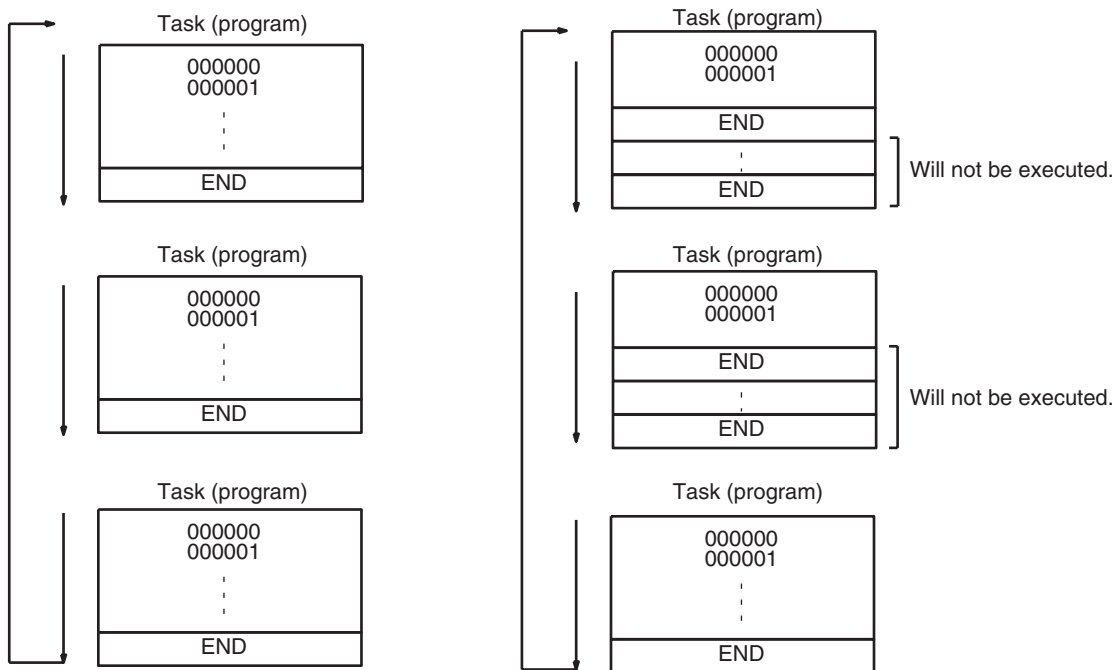 Task (program)
000000
000001
END
Task (program)
000000
000001
END
Task (program)
000000
000001
END
Task (program)
000000
000001
END
END
Will not be executed.
Task (program)
000000
000001
END
END
Will not be executed.
Task (program)
000000
000001
END